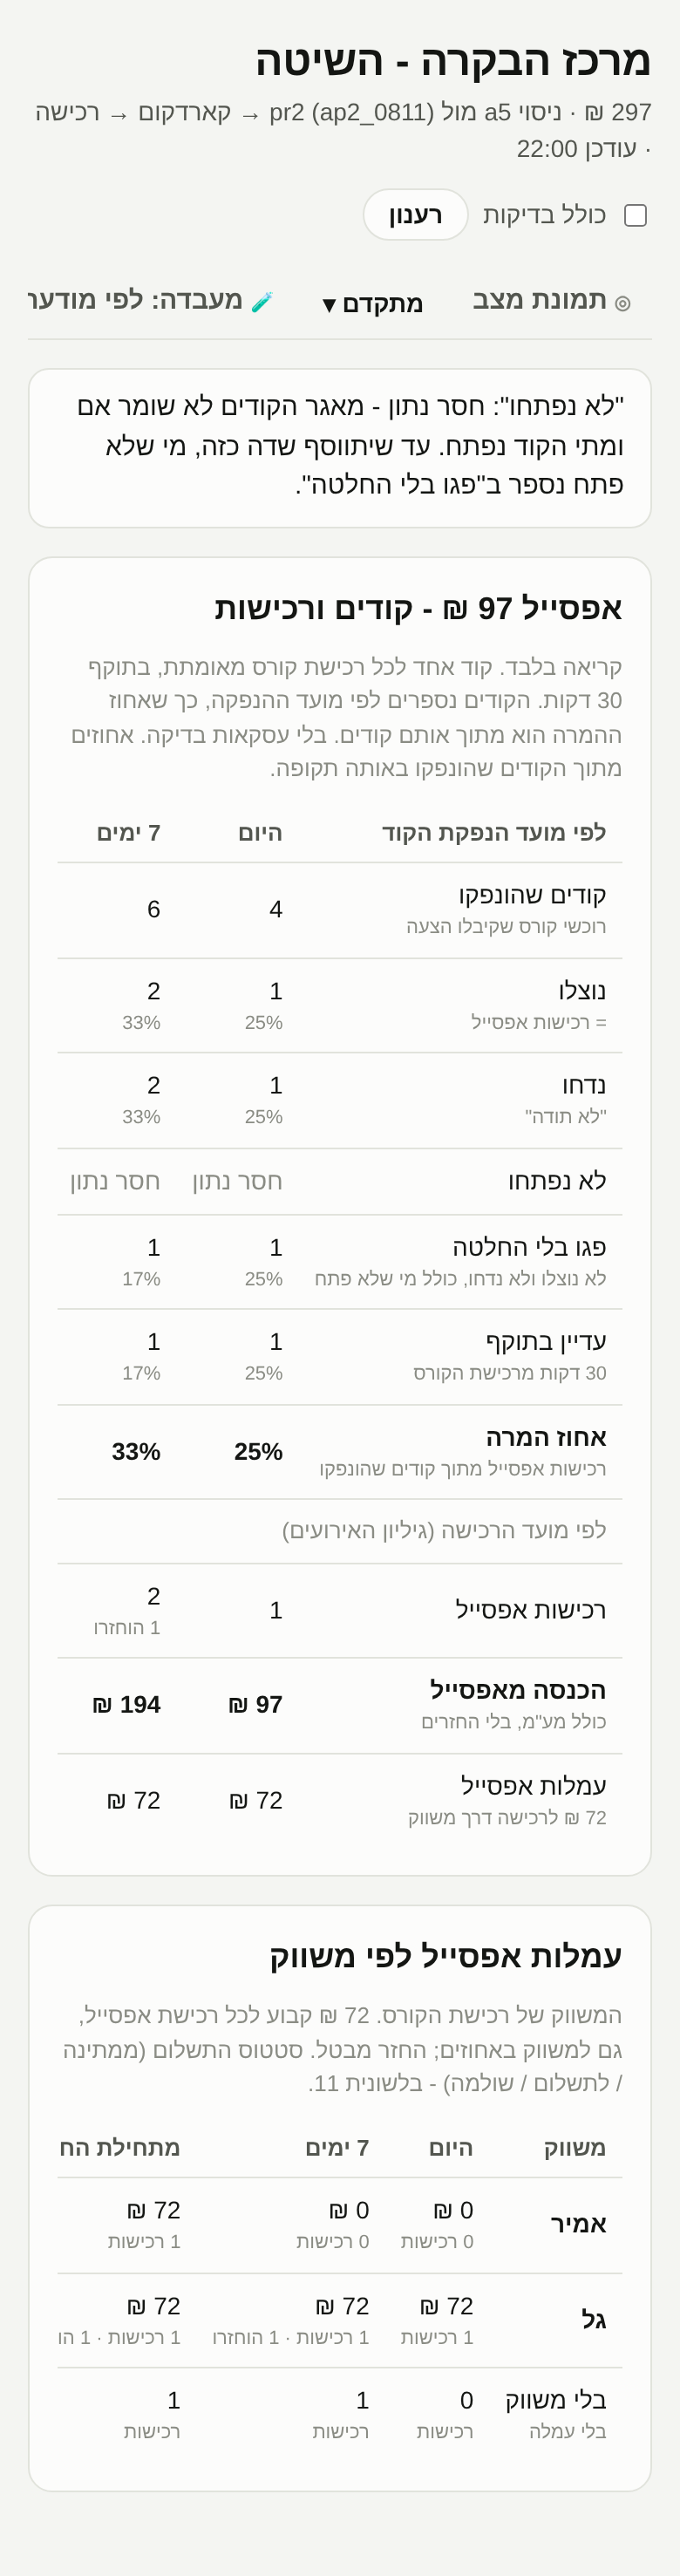 מרכז הבקרה - השיטה
297 ₪ · ניסוי a5 מול pr2 (ap2_0811) → קארדקום → רכישה
· עודכן 22:00
כולל בדיקות רענון
◎ תמונת מצב מתקדם ▾ 🧪 מעבדה: לפי מודער
"לא נפתחו": חסר נתון - מאגר הקודים לא שומר אם
ומתי הקוד נפתח. עד שיתווסף שדה כזה, מי שלא
פתח נספר ב"פגו בלי החלטה".
אפסייל 97 ₪ - קודים ורכישות
קריאה בלבד. קוד אחד לכל רכישת קורס מאומתת, בתוקף
30 דקות. הקודים נספרים לפי מועד ההנפקה, כך שאחוז
ההמרה הוא מתוך אותם קודים. בלי עסקאות בדיקה. אחוזים
מתוך הקודים שהונפקו באותה תקופה.
לפי מועד הנפקת הקוד היום 7 ימים
קודים שהונפקו 4 6
רוכשי קורס שקיבלו הצעה
נוצלו 1 2
= רכישות אפסייל 25% 33%
נדחו 1 2
"לא תודה" 25% 33%
לא נפתחו חסר נתון חסר נתון
פגו בלי החלטה 1 1
לא נוצלו ולא נדחו, כולל מי שלא פתח 25% 17%
עדיין בתוקף 1 1
30 דקות מרכישת הקורס 25% 17%
אחוז המרה 25% 33%
רכישות אפסייל מתוך קודים שהונפקו
לפי מועד הרכישה (גיליון האירועים)
רכישות אפסייל 1 2
1 הוחזרו
הכנסה מאפסייל 97 ₪ 194 ₪
כולל מע"מ, בלי החזרים
עמלות אפסייל 72 ₪ 72 ₪
72 ₪ לרכישה דרך משווק
עמלות אפסייל לפי משווק
המשווק של רכישת הקורס. 72 ₪ קבוע לכל רכישת אפסייל,
גם למשווק באחוזים; החזר מבטל. סטטוס התשלום (ממתינה
/ לתשלום / שולמה) - בלשונית 11.
משווק היום 7 ימים מתחילת הח
אמיר 0 ₪ 0 ₪ 72 ₪
0 רכישות 0 רכישות 1 רכישות
גל 72 ₪ 72 ₪ 72 ₪
1 רכישות 1 רכישות · 1 הוחזרו 1 רכישות · 1 הו
בלי משווק 0 1 1
בלי עמלה רכישות רכישות רכישות